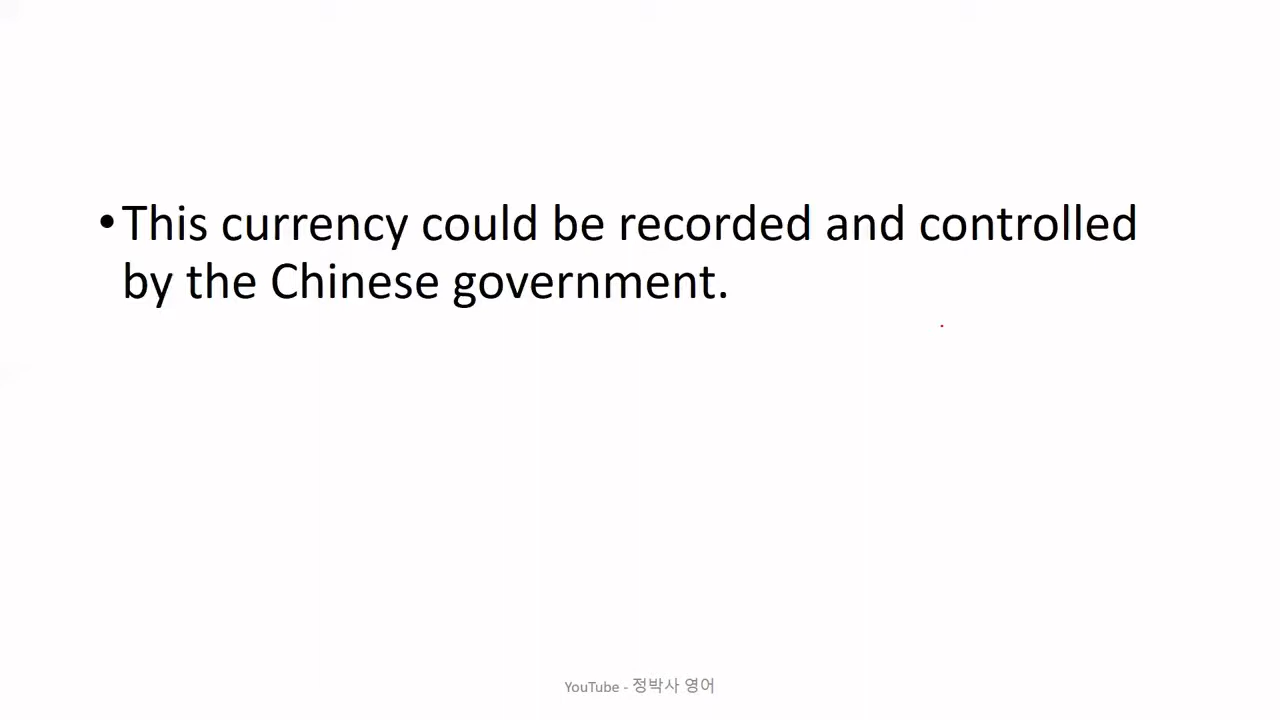 •This currency could be recorded and controlled
by the Chinese government.
YouTube - 정박사 영어